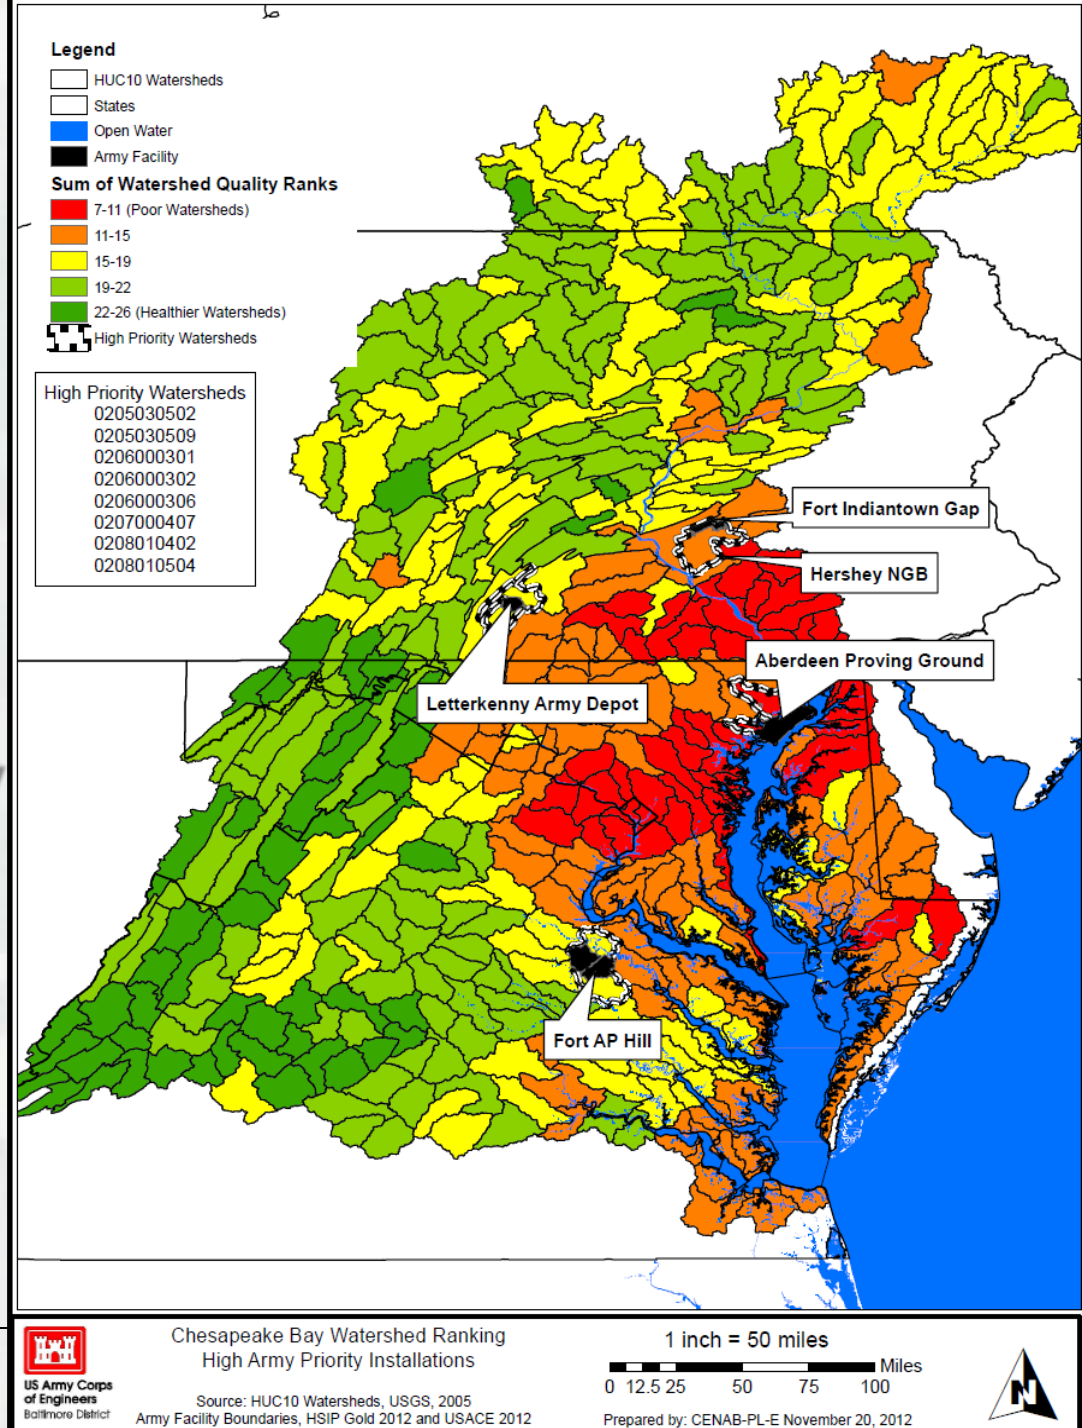 Legend
HUC10 Watersheds
States
Open Water
Army Facility
Sum of Watershed Quality Ranks
7-11 (Poor Watersheds)
11-15
15-19
19-22
22-26 (Healthier Watersheds)
High Priority Watersheds
High Priority Watersheds
0205030502
0205030509
0206000301
0206000302
0206000306
0207000407
0208010402
0208010504
Fort Indiantown Gap
Hershey NGB
Aberdeen Proving Ground
Letterkenny Army Depot
Fort AP Hill
US Army Corps
of Engineers
Baltimore District
Chesapeake Bay Watershed Ranking
High Army Priority Installations
Source: HUC10 Watersheds, USGS, 2005
Army Facility Boundaries, HSIP Gold 2012 and USACE 2012
1 inch = 50 miles
Miles
0 12.5 25 50 75 100
Prepared by: CENAB-PL-E November 20, 2012
N